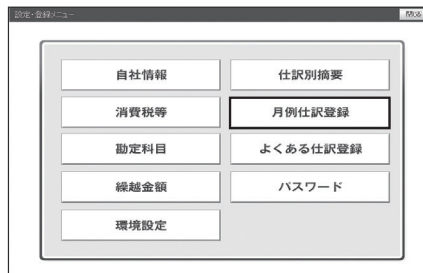 設定・登録メニュー
閉じる
自社情報
仕訳別摘要
消費税等
月例仕訳登録
勘定科目
よくある仕訳登録
繰越金額
パスワード
環境設定